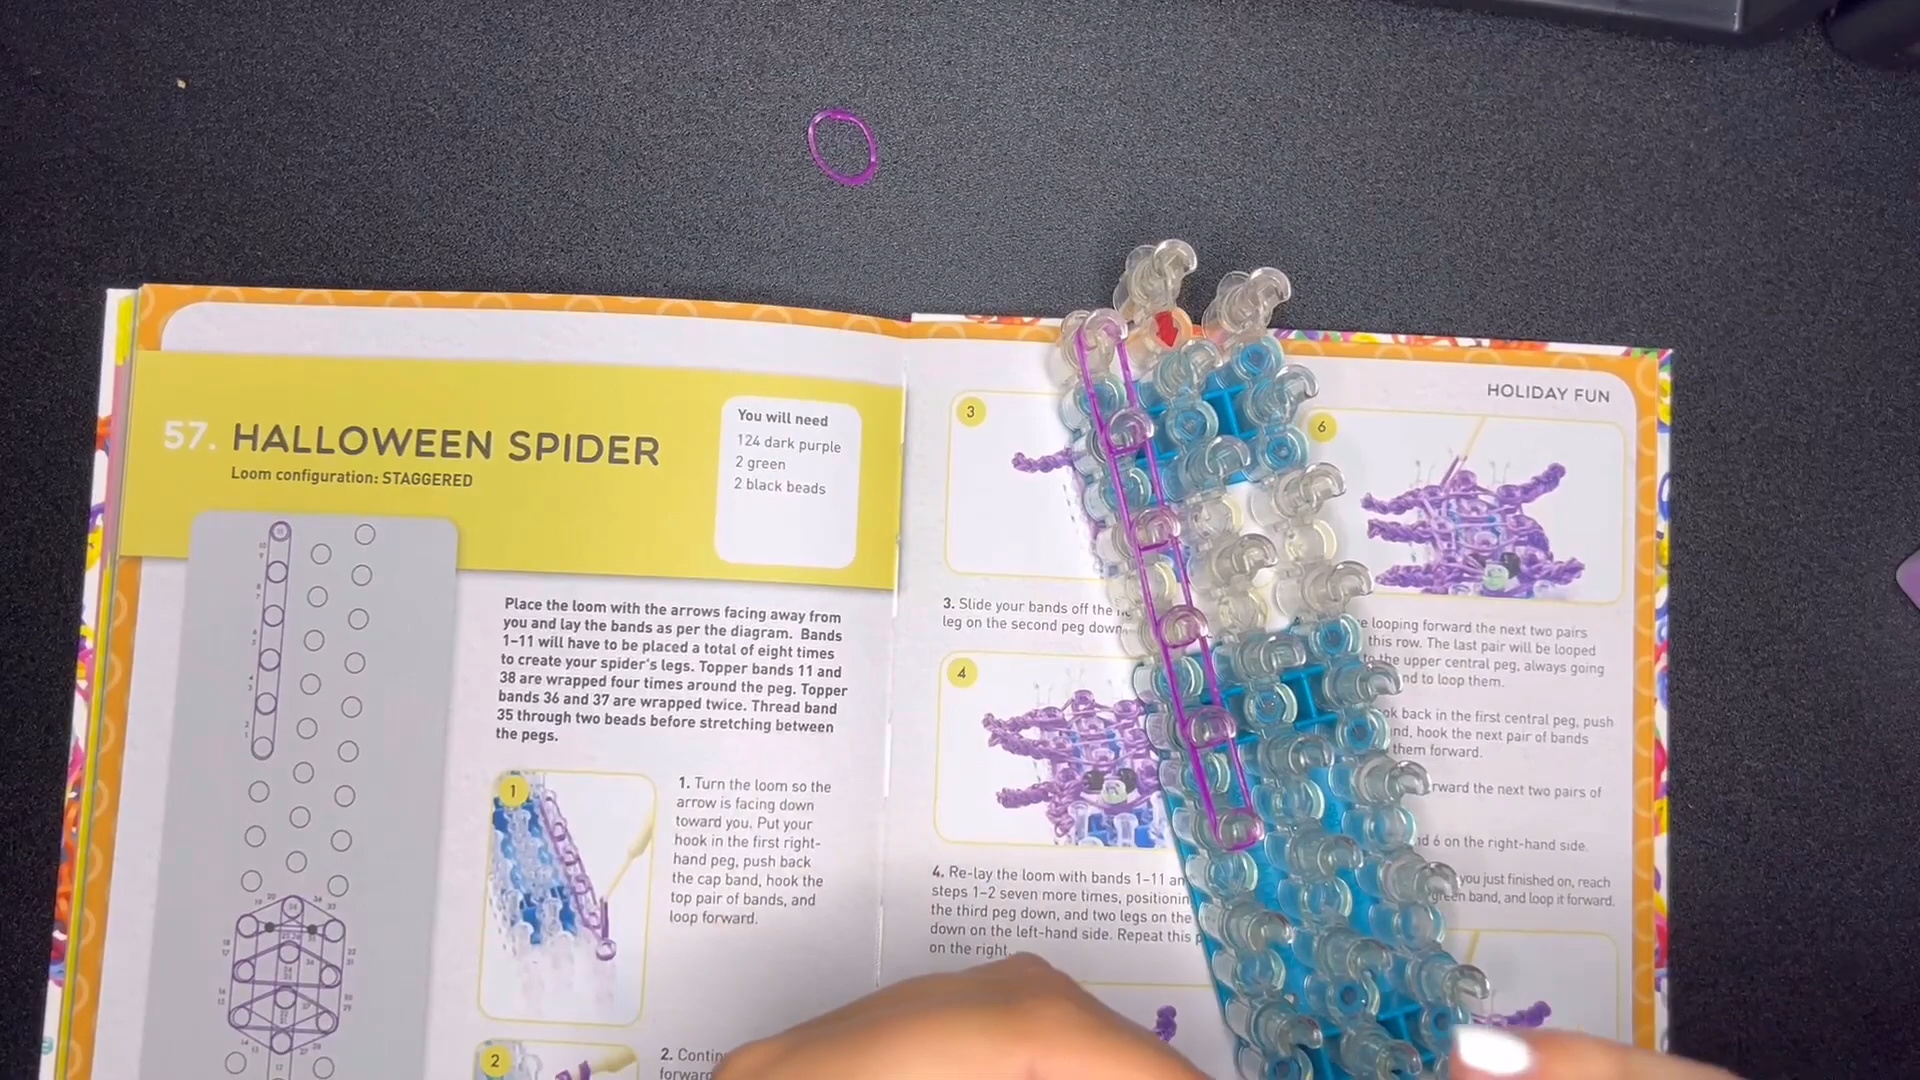 57. HALLOWEEN SPIDER
Loom configuration: STAGGERED
You will need
124 dark purple
2 green
2 black beads
Place the loom with the arrows facing away from
you and lay the bands as per the diagram. Bands
1–11 will have to be placed a total of eight times
to create your spider's legs. Topper bands 11 and
38 are wrapped four times around the peg. Topper
bands 36 and 37 are wrapped twice. Thread band
35 through two beads before stretching between
the pegs.
1
1. Turn the loom so the
arrow is facing down
toward you. Put your
hook in the first right-
hand peg, push back
the cap band, hook the
top pair of bands, and
loop forward.
2
2.
HOLIDAY FUN
3
3. Slide your bands off the
leg on the second peg down
4
4. Re-lay the loom with bands 1–11 an
steps 1–2 seven more times, positionin
the third peg down, and two legs on the
down on the left-hand side. Repeat this
on the right.
6
looping forward the next two pairs
this row. The last pair will be looped
the upper central peg, always going
to loop them.
back in the first central peg, push
hook the next pair of bands
them forward.
the next two pairs of
6 on the right-hand side.
you just finished on, reach
green band, and loop it forward.